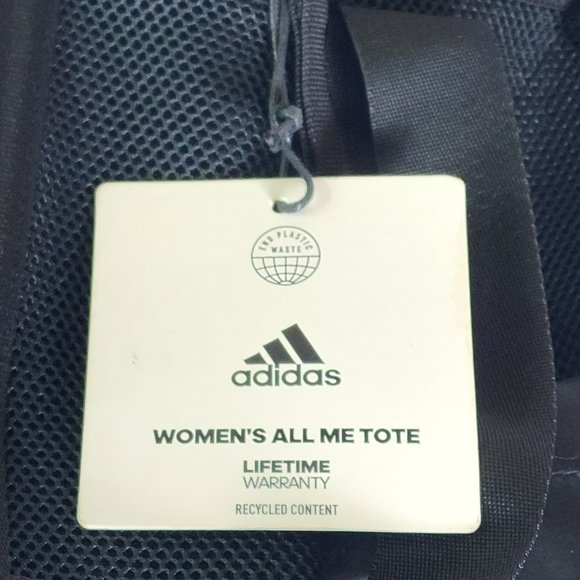 END PLASTIC
WASTE
adidas
WOMEN'S ALL ME TOTE
LIFETIME
WARRANTY
RECYCLED CONTENT